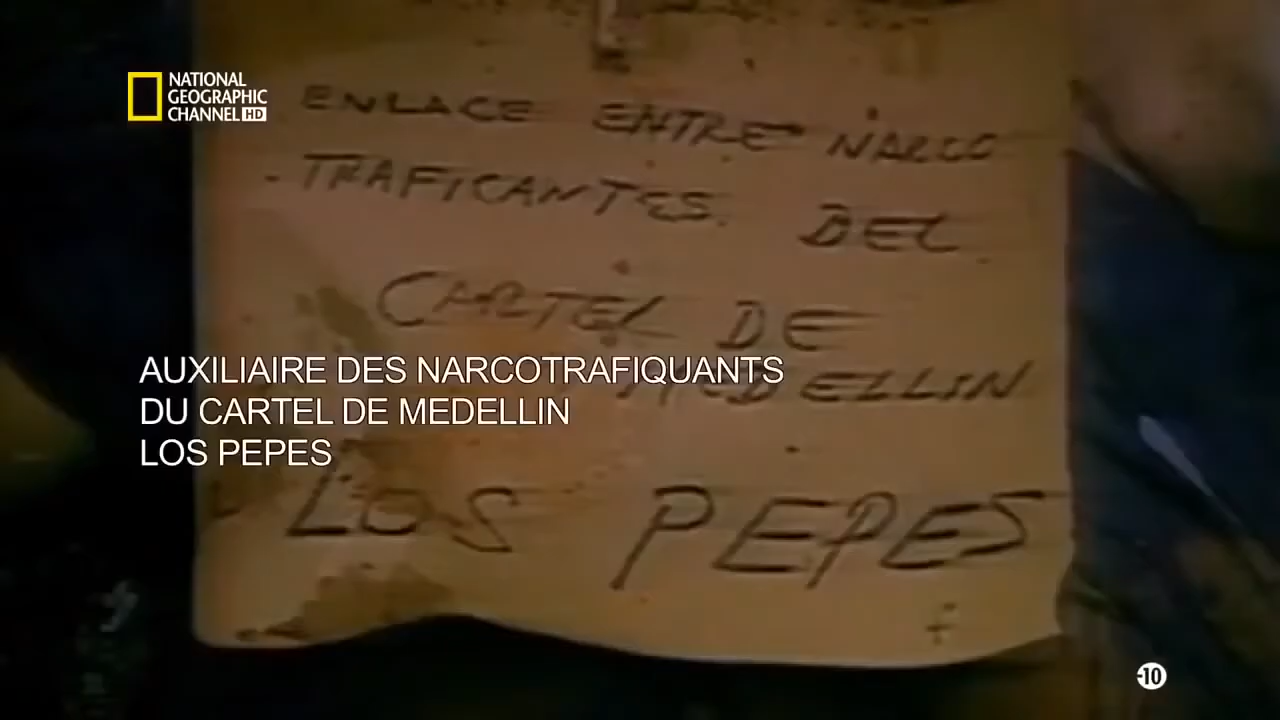 NATIONAL
GEOGRAPHIC
CHANNEL HD
ENLACE ENTRE NARCO
TRAFICANTES DEL
CARTEL DE
MEDELLIN
LOS PEPES
AUXILIAIRE DES NARCOTRAFIQUANTS
DU CARTEL DE MEDELLIN
LOS PEPES
-10